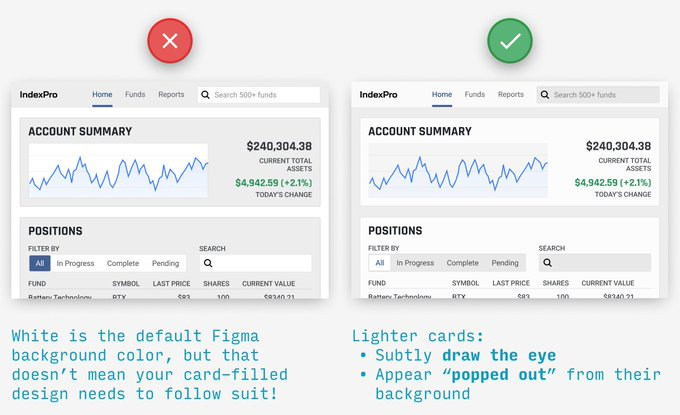 IndexPro Home Funds Reports Search 500+ funds
ACCOUNT SUMMARY
$240,304.38
CURRENT TOTAL
ASSETS
$4,942.59 (+2.1%)
TODAY'S CHANGE
POSITIONS
FILTER BY SEARCH
All In Progress Complete Pending
FUND SYMBOL LAST PRICE SHARES CURRENT VALUE
Battery Technology BTX $83 100 $8340.21
White is the default Figma
background color, but that
doesn't mean your card-filled
design needs to follow suit!
IndexPro Home Funds Reports Search 500+ funds
ACCOUNT SUMMARY
$240,304.38
CURRENT TOTAL
ASSETS
$4,942.59 (+2.1%)
TODAY'S CHANGE
POSITIONS
FILTER BY SEARCH
All In Progress Complete Pending
FUND SYMBOL LAST PRICE SHARES CURRENT VALUE
Battery Technology BTX $83 100 $8340.21
Lighter cards:
• Subtly draw the eye
• Appear “popped out” from their
background